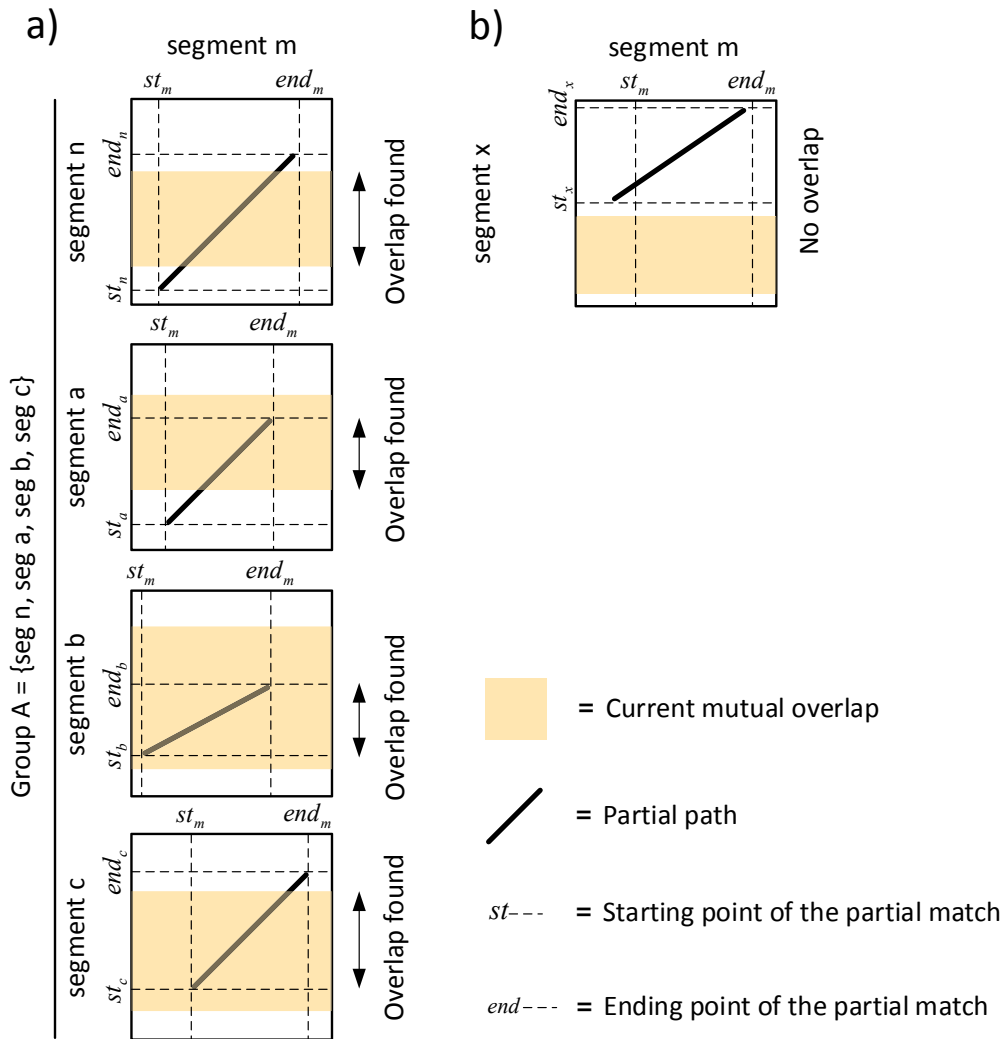 a)
segment m
st_m end_m
Group A = {seg n, seg a, seg b, seg c}
segment n
end_n
st_n
Overlap found
st_m end_m
segment a
end_a
st_a
Overlap found
st_m end_m
segment b
end_b
st_b
Overlap found
st_m end_m
segment c
end_c
st_c
Overlap found
b)
segment m
st_m end_m
segment x
end_x
st_x
No overlap
= Current mutual overlap
= Partial path
st--- = Starting point of the partial match
end--- = Ending point of the partial match